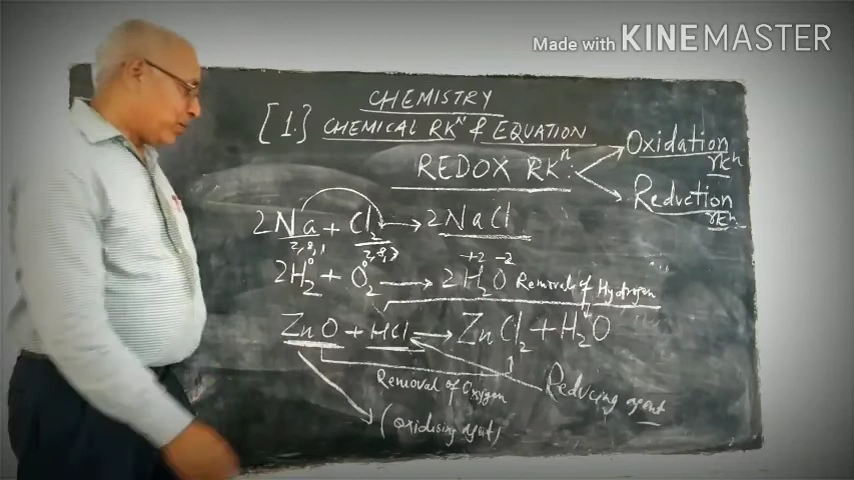 Made with KINEMASTER
CHEMISTRY
[1.] CHEMICAL RKⁿ & EQUATION
REDOX RKⁿ:
Oxidation
rkn
Reduction
rkn
2Na + Cl₂ → 2NaCl
2,8,1 2,8,7
+2 -2
2H₂⁰ + O₂⁰ → 2H₂O Removal of Hydrogen
ZnO + HCl → ZnCl₂ + H₂O
Removal of Oxygen
Reducing agent
(oxidising agent)